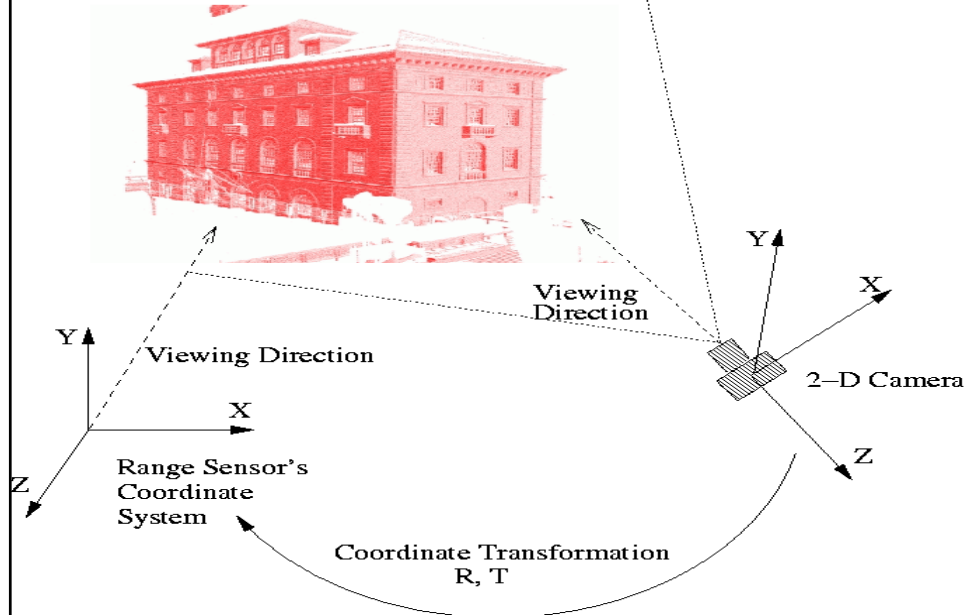 Y
X
Viewing
Direction
Y
Viewing Direction
2–D Camera
X
Z
Z
Range Sensor's
Coordinate
System
Coordinate Transformation
R, T